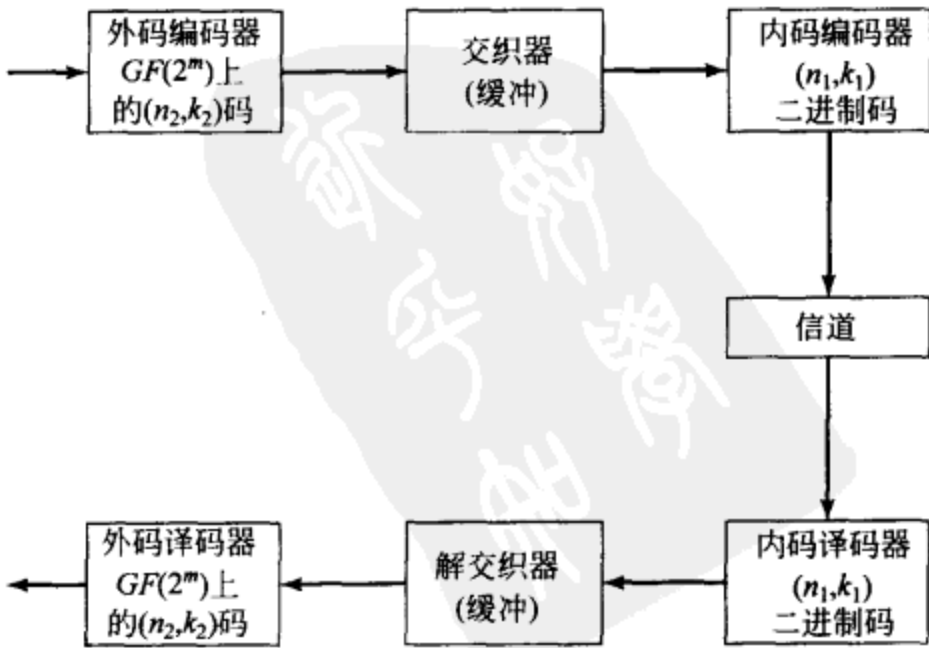 外码编码器
GF(2ᵐ)上
的(n₂,k₂)码
交织器
(缓冲)
内码编码器
(n₁,k₁)
二进制码
信道
外码译码器
GF(2ᵐ)上
的(n₂,k₂)码
解交织器
(缓冲)
内码译码器
(n₁,k₁)
二进制码